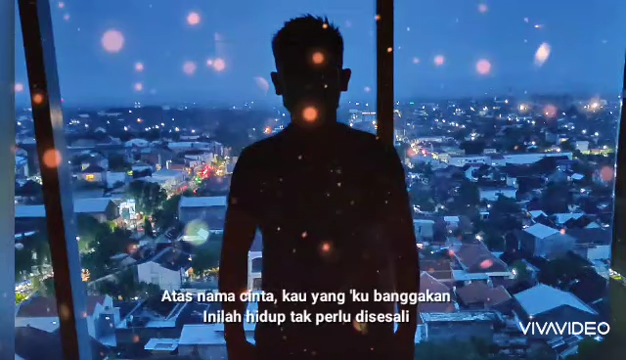 Atas nama cinta, kau yang 'ku banggakan
Inilah hidup tak perlu disesali
VIVAVIDEO